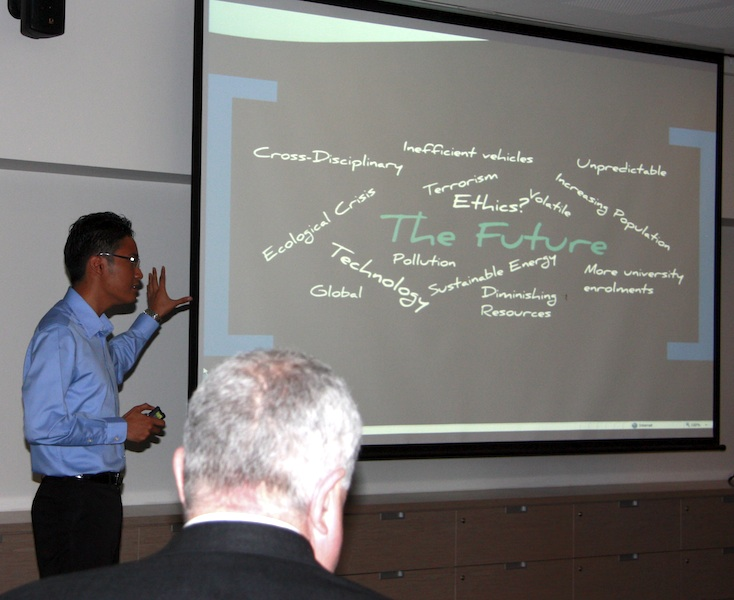 Cross-Disciplinary
Inefficient vehicles
Unpredictable
Terrorism
Ethics?
Volatile
Increasing Population
Ecological Crisis
The Future
Pollution
Technology
Sustainable Energy
More university
enrolments
Global
Diminishing
Resources